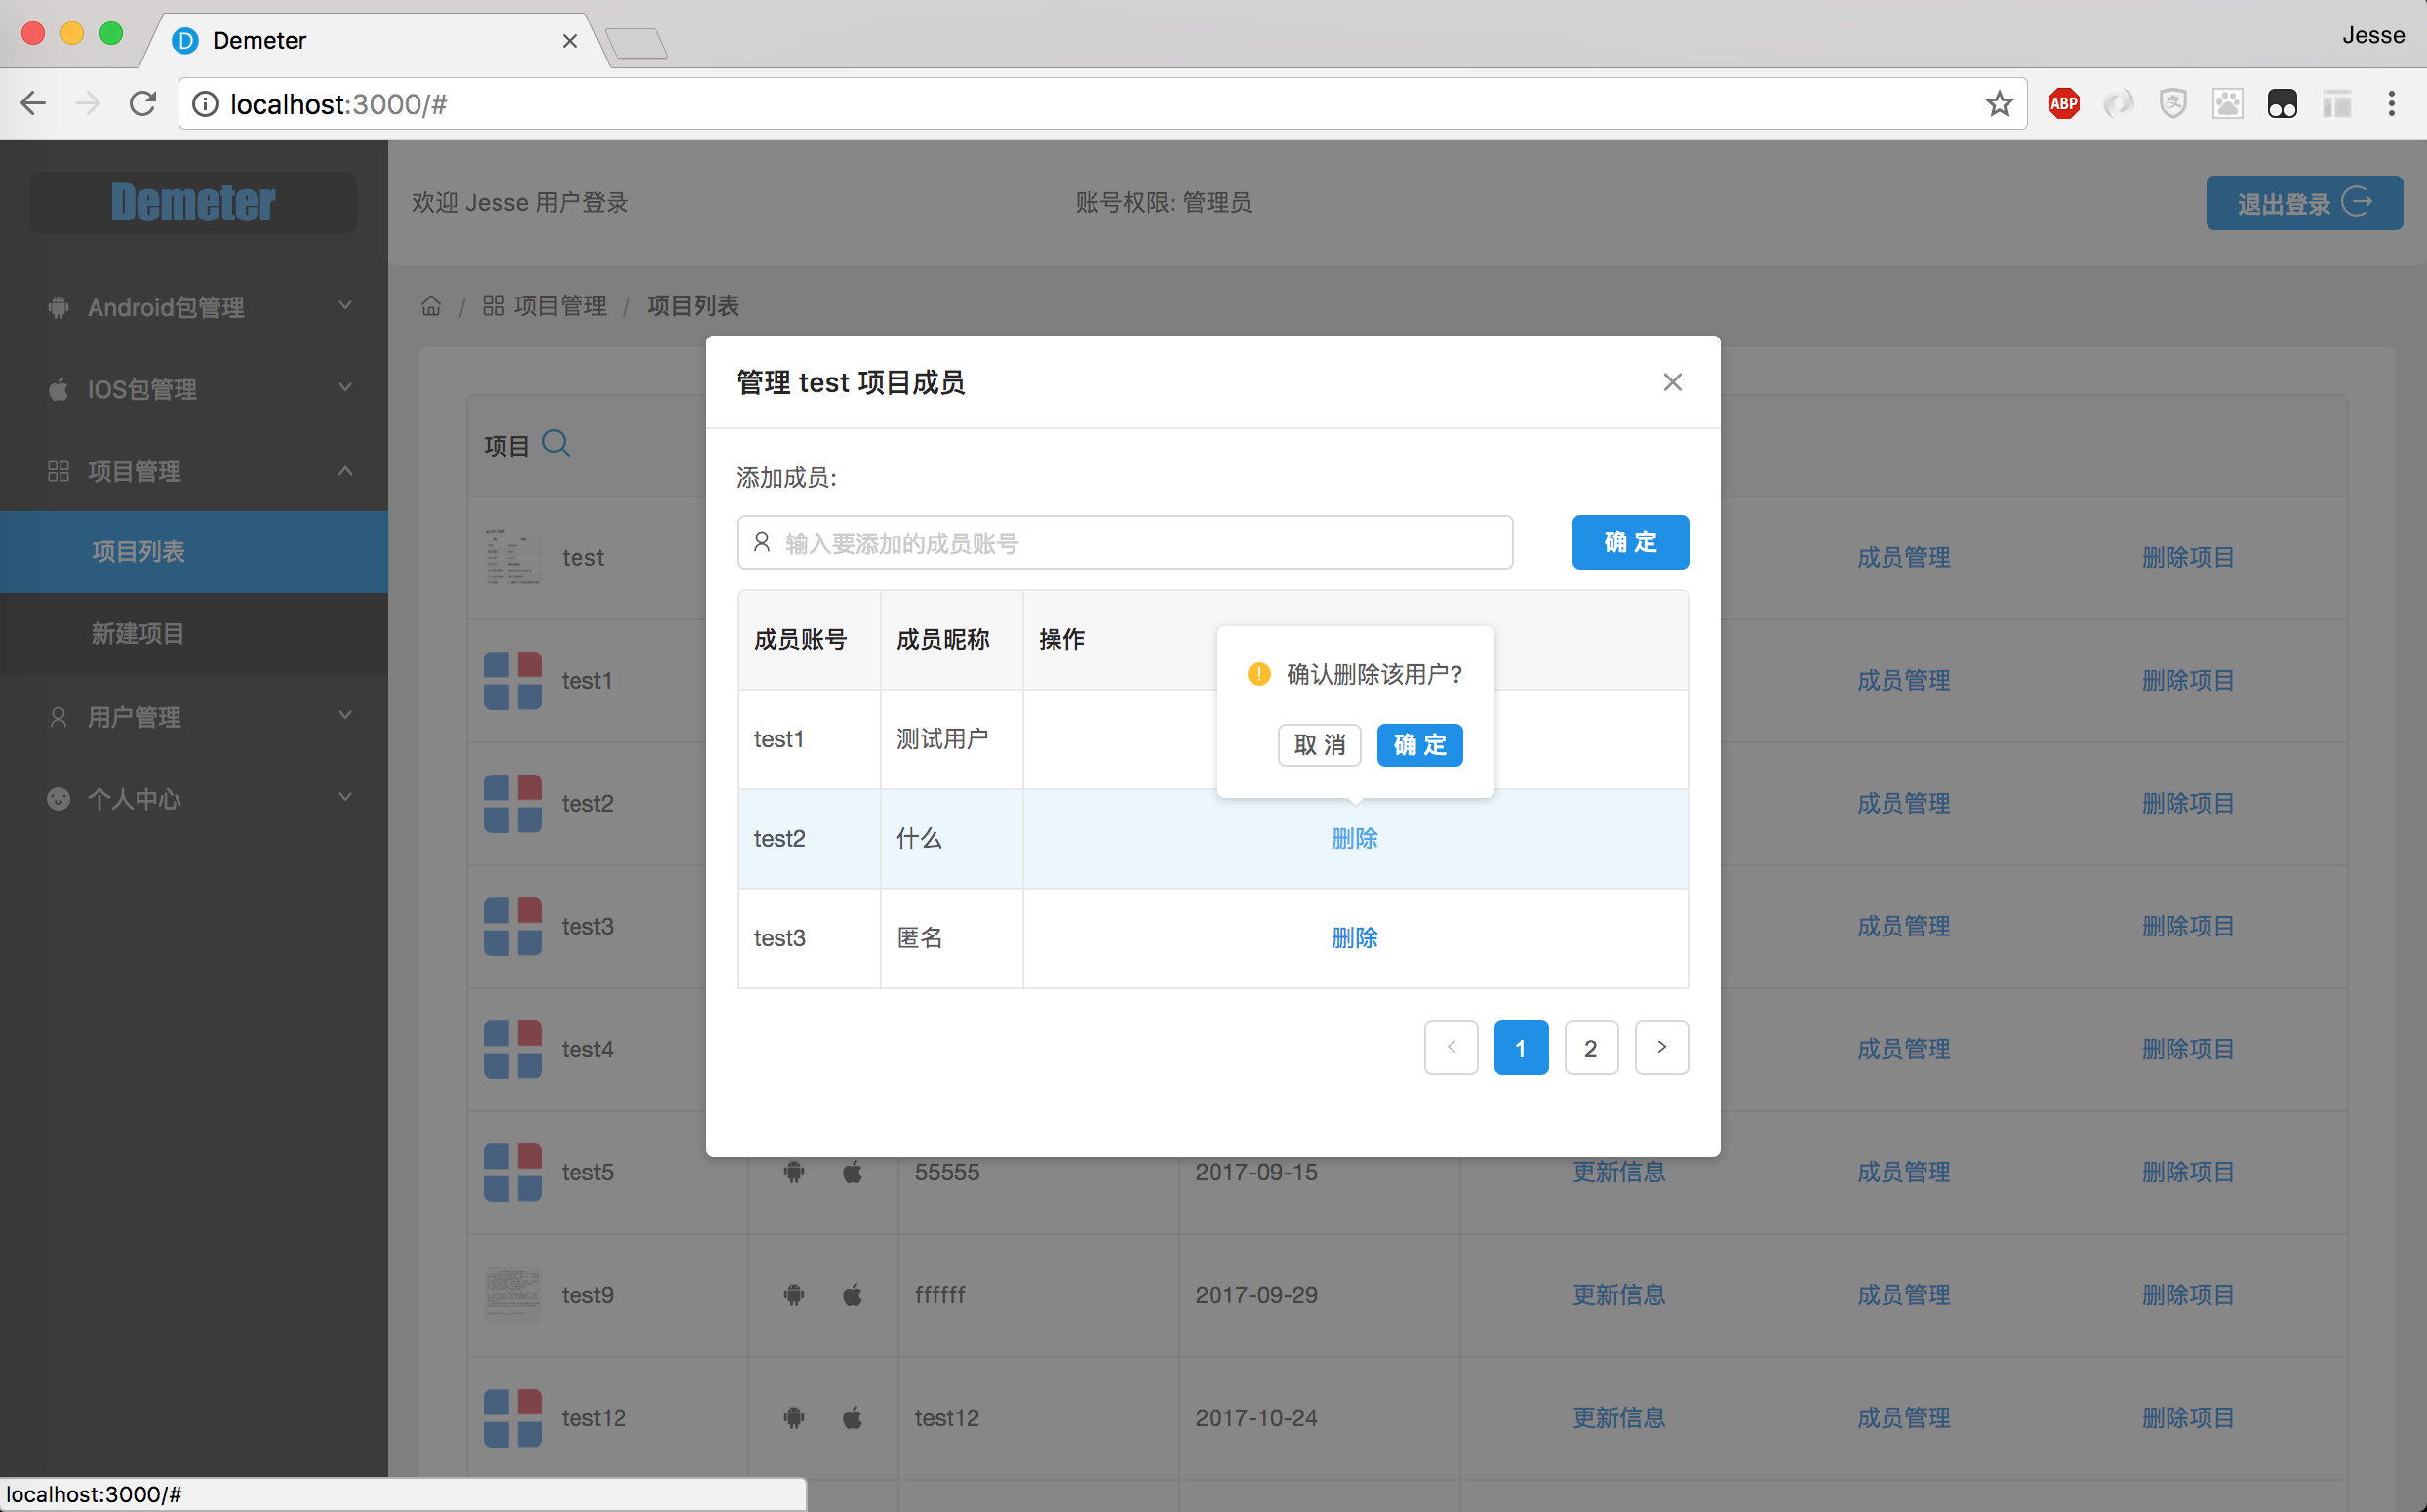 Demeter
Jesse
localhost:3000/#
ABP
Demeter
欢迎 Jesse 用户登录
账号权限: 管理员
退出登录
Android包管理
IOS包管理
项目管理
项目列表
新建项目
用户管理
个人中心
/ 项目管理 / 项目列表
项目
test 成员管理 删除项目
test1 成员管理 删除项目
test2 成员管理 删除项目
test3 成员管理 删除项目
test4 成员管理 删除项目
test5 55555 2017-09-15 更新信息 成员管理 删除项目
test9 ffffff 2017-09-29 更新信息 成员管理 删除项目
test12 test12 2017-10-24 更新信息 成员管理 删除项目
管理 test 项目成员
添加成员:
输入要添加的成员账号
确 定
成员账号 成员昵称 操作
确认删除该用户?
取 消 确 定
test1 测试用户
test2 什么 删除
test3 匿名 删除
< 1 2 >
localhost:3000/#